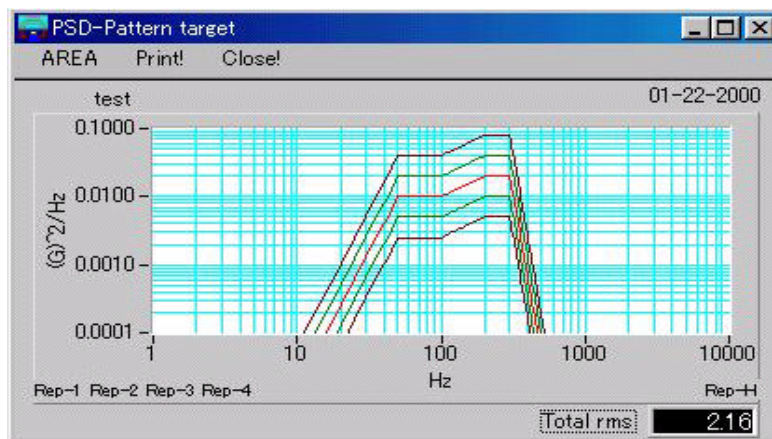 PSD-Pattern target
AREA Print! Close!
test 01-22-2000
0.1000
0.0100
0.0010
0.0001
(G)^2/Hz
1 10 100 1000 10000
Hz
Rep-1 Rep-2 Rep-3 Rep-4 Rep-H
Total rms 2.16